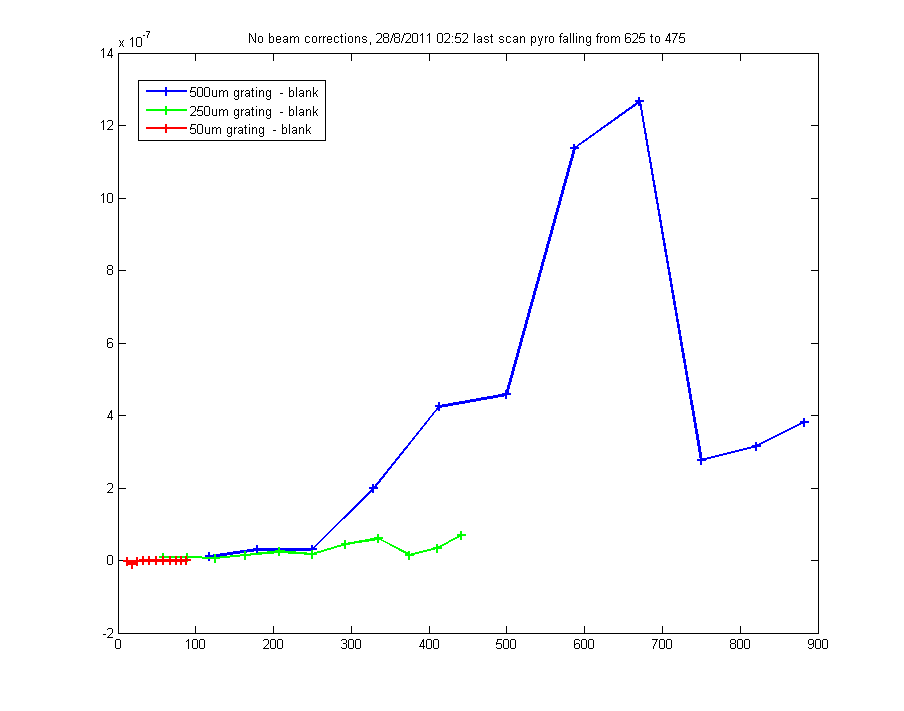 No beam corrections, 28/8/2011 02:52 last scan pyro falling from 625 to 475
x 10^-7
14
12
10
8
6
4
2
0
-2
500um grating - blank
250um grating - blank
50um grating - blank
0 100 200 300 400 500 600 700 800 900